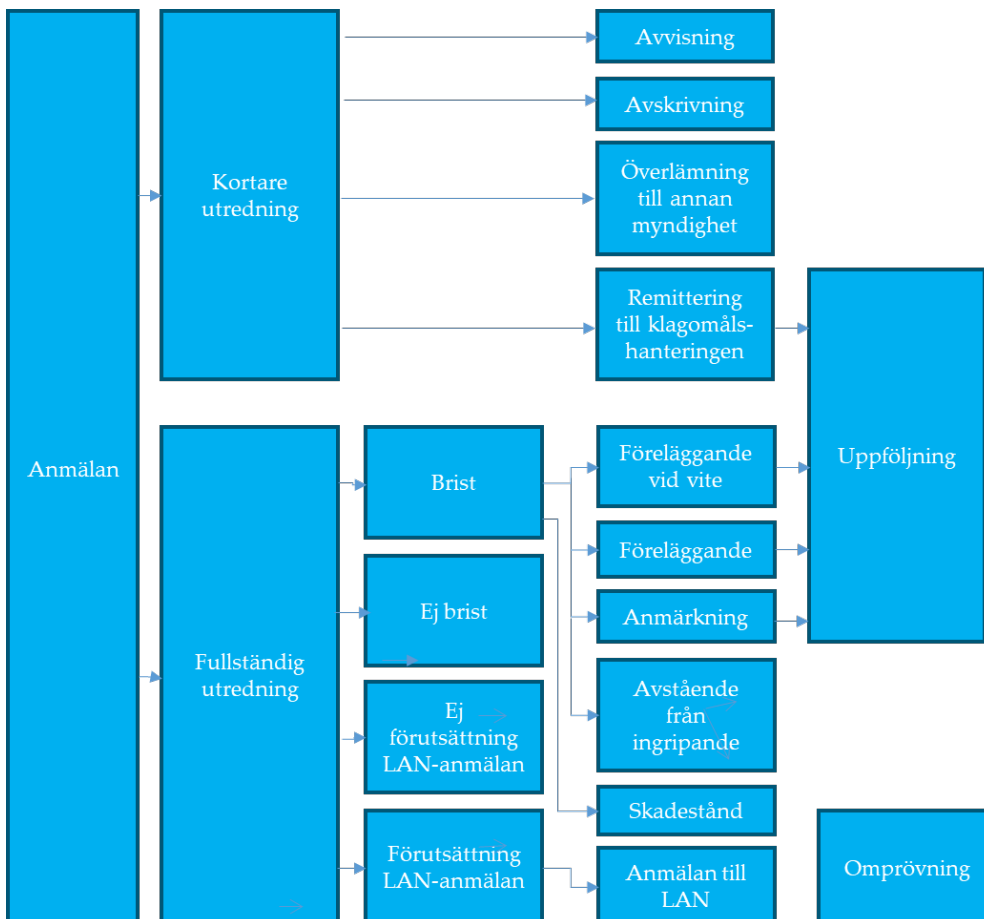 Anmälan
Kortare
utredning
Avvisning
Avskrivning
Överlämning
till annan
myndighet
Remittering
till klagomåls-
hanteringen
Uppföljning
Fullständig
utredning
Brist
Föreläggande
vid vite
Föreläggande
Anmärkning
Ej brist
Avstående
från
ingripande
Ej
förutsättning
LAN-anmälan
Skadestånd
Förutsättning
LAN-anmälan
Anmälan till
LAN
Omprövning